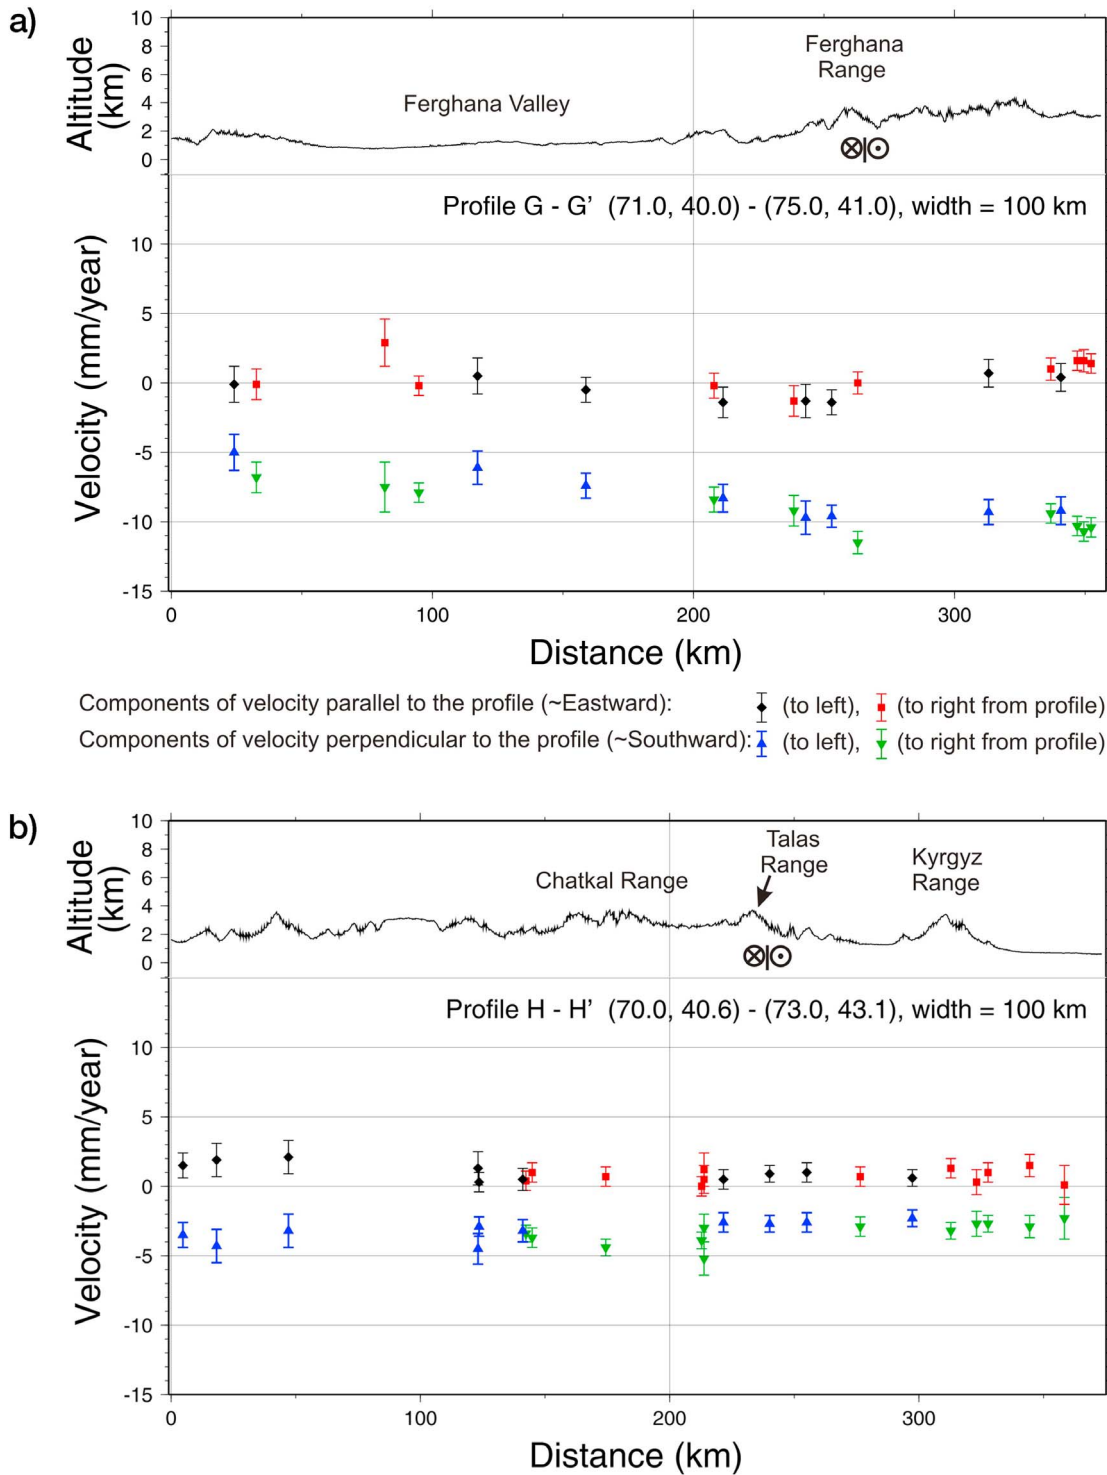 a)
Altitude
(km)
10
8
6
4
2
0
Ferghana Valley
Ferghana
Range
Profile G - G’ (71.0, 40.0) - (75.0, 41.0), width = 100 km
Velocity (mm/year)
10
5
0
-5
-10
-15
0
100
200
300
Distance (km)
Components of velocity parallel to the profile (~Eastward): (to left), (to right from profile)
Components of velocity perpendicular to the profile (~Southward): (to left), (to right from profile)
b)
Altitude
(km)
10
8
6
4
2
0
Chatkal Range
Talas
Range
Kyrgyz
Range
Profile H - H’ (70.0, 40.6) - (73.0, 43.1), width = 100 km
Velocity (mm/year)
10
5
0
-5
-10
-15
0
100
200
300
Distance (km)